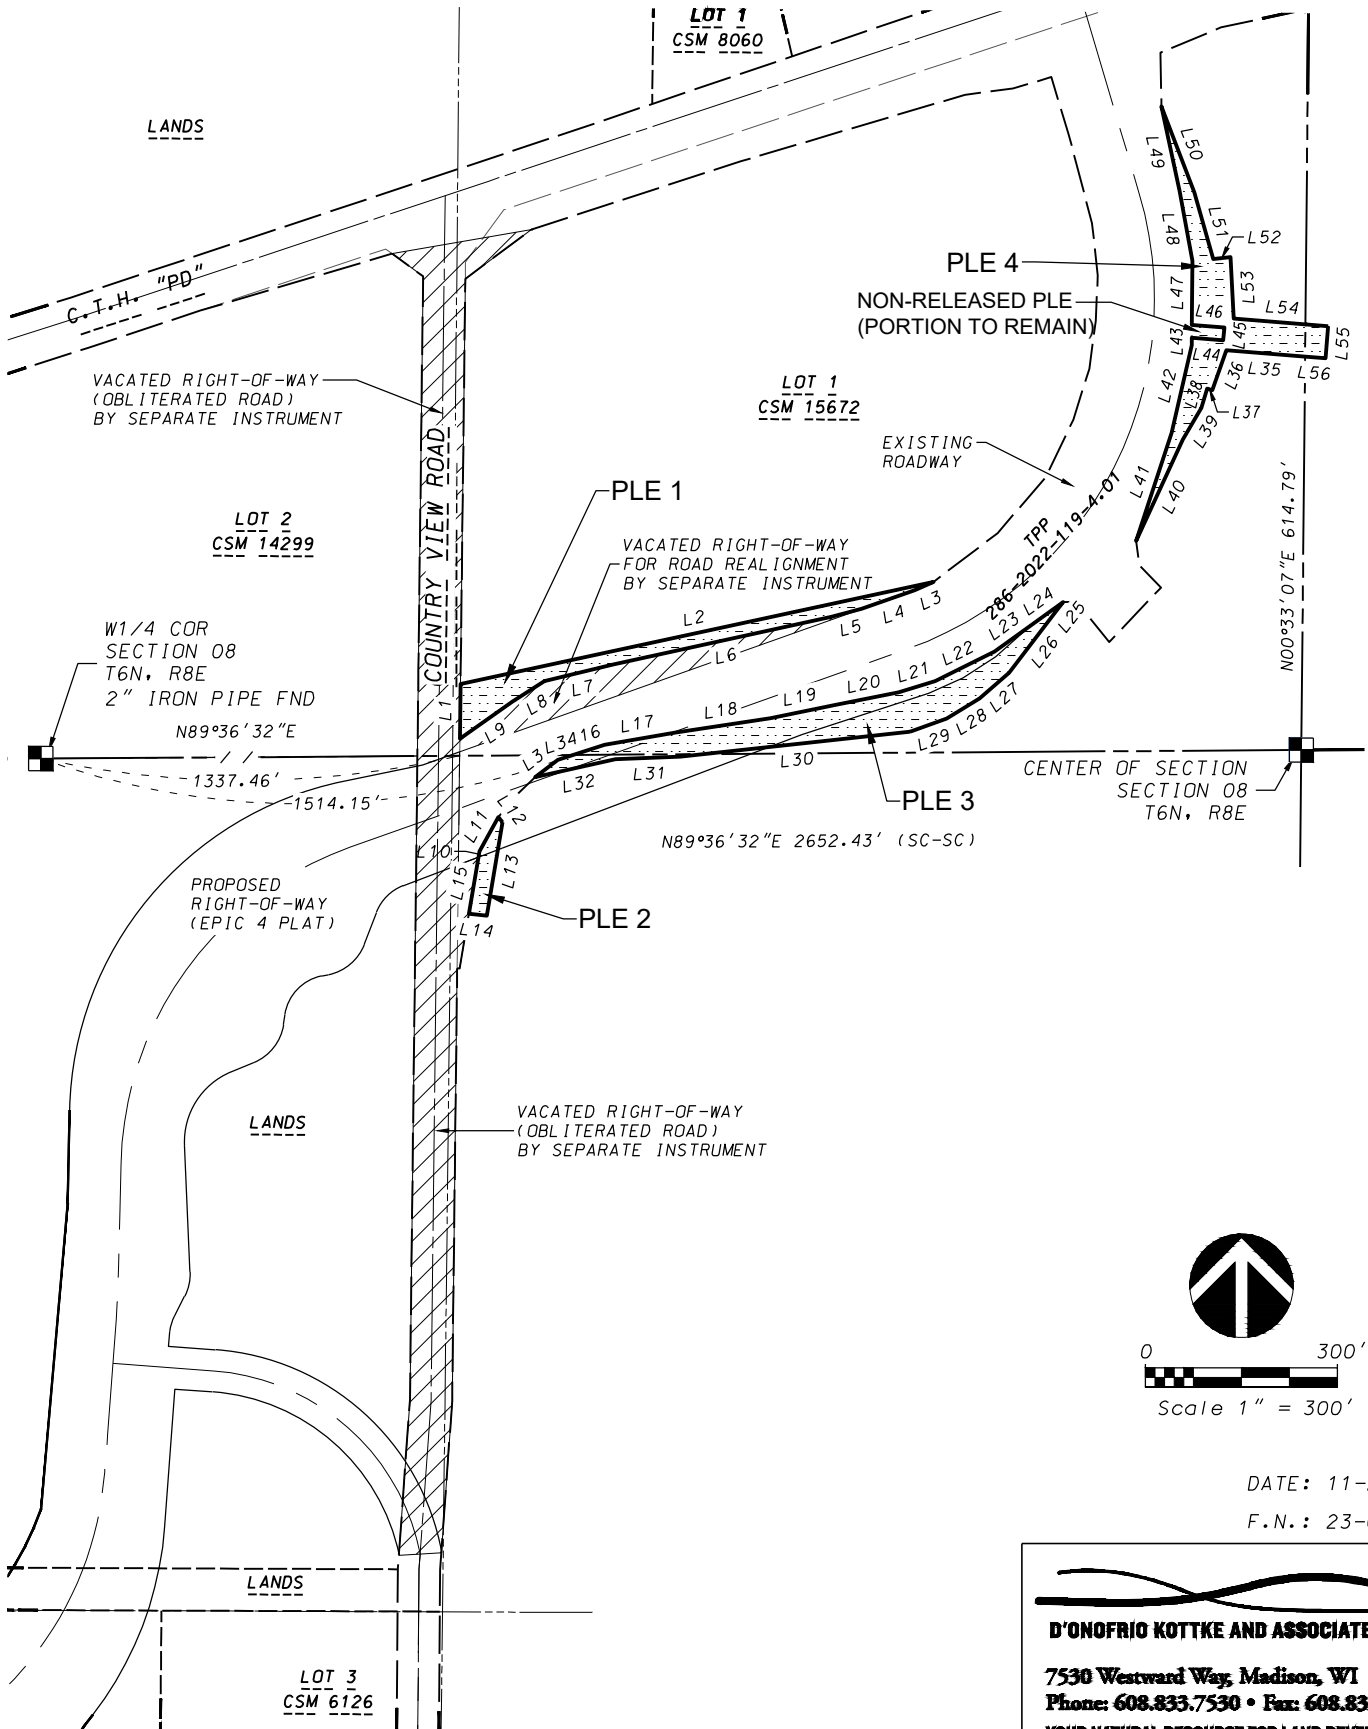 LOT 1
CSM 8060
LANDS
C.T.H. "PD"
L49
L50
L48
L51
L52
PLE 4
L47
L53
NON-RELEASED PLE
(PORTION TO REMAIN)
L46
L54
L43
L45
L55
L44
L36
L35
L56
L42
L38
L37
L39
L41
L40
VACATED RIGHT-OF-WAY
(OBLITERATED ROAD)
BY SEPARATE INSTRUMENT
LOT 1
CSM 15672
EXISTING
ROADWAY
COUNTRY VIEW ROAD
PLE 1
TPP
286-2022-119-4.01
N00°33'07"E 614.79'
LOT 2
CSM 14299
VACATED RIGHT-OF-WAY
FOR ROAD REALIGNMENT
BY SEPARATE INSTRUMENT
L2
L3
L4
L5
L6
L7
L8
L9
L1
L24
L25
L23
L26
L22
L21
L27
L20
L19
L28
L18
L29
L17
L30
L3416
L3
L31
L32
W1/4 COR
SECTION 08
T6N, R8E
2" IRON PIPE FND
N89°36'32"E
1337.46'
1514.15'
PLE 3
CENTER OF SECTION
SECTION 08
T6N, R8E
N89°36'32"E 2652.43' (SC-SC)
L11
L2
L10
L13
L15
L14
PLE 2
PROPOSED
RIGHT-OF-WAY
(EPIC 4 PLAT)
LANDS
VACATED RIGHT-OF-WAY
(OBLITERATED ROAD)
BY SEPARATE INSTRUMENT
0 300'
Scale 1" = 300'
DATE: 11-
F.N.: 23-
LANDS
LOT 3
CSM 6126
D'ONOFRIO KOTTKE AND ASSOCIATE
7530 Westward Way, Madison, WI
Phone: 608.833.7530 • Fax: 608.83